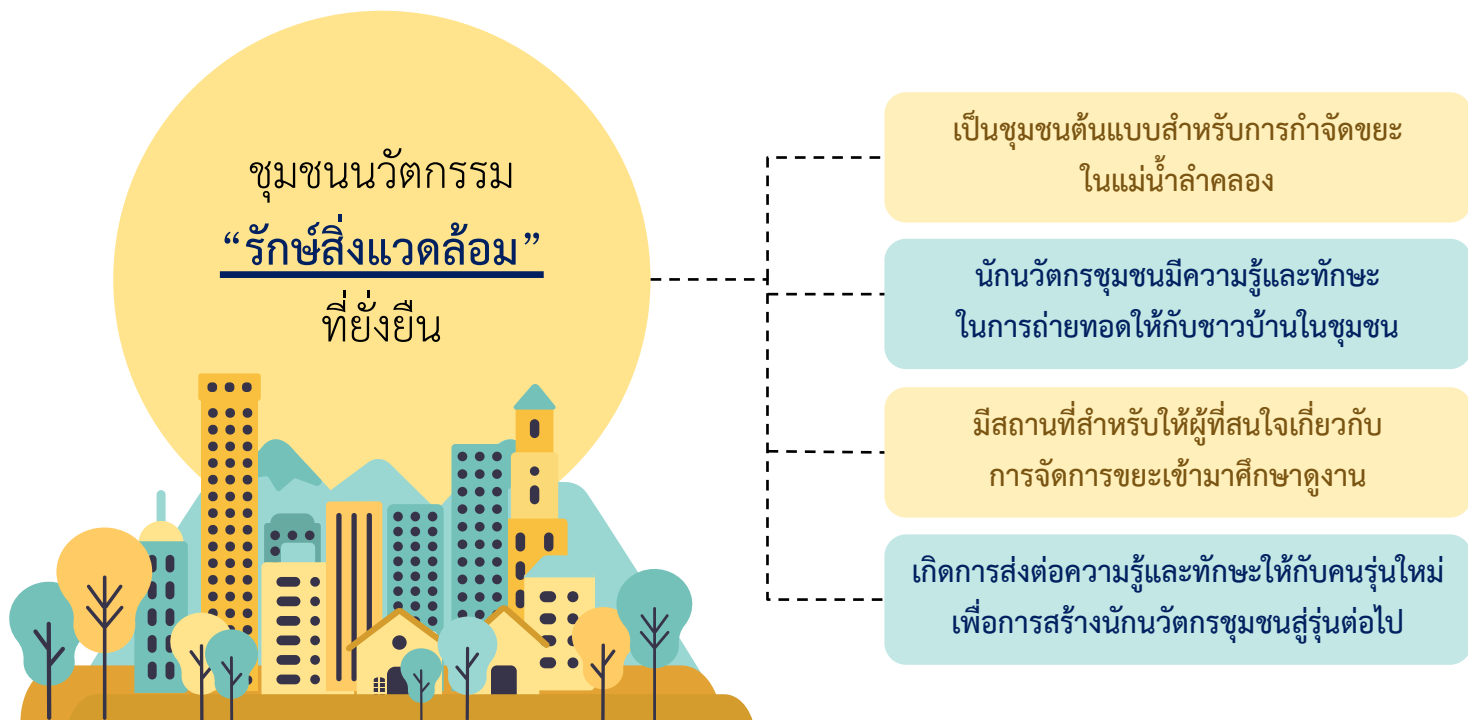 ชุมชนนวัตกรรม
“รักษ์สิ่งแวดล้อม”
ที่ยั่งยืน
เป็นชุมชนต้นแบบสำหรับการกำจัดขยะ
ในแม่น้ำลำคลอง
นักนวัตกรชุมชนมีความรู้และทักษะ
ในการถ่ายทอดให้กับชาวบ้านในชุมชน
มีสถานที่สำหรับให้ผู้ที่สนใจเกี่ยวกับ
การจัดการขยะเข้ามาศึกษาดูงาน
เกิดการส่งต่อความรู้และทักษะให้กับคนรุ่นใหม่
เพื่อการสร้างนักนวัตกรชุมชนสู่รุ่นต่อไป